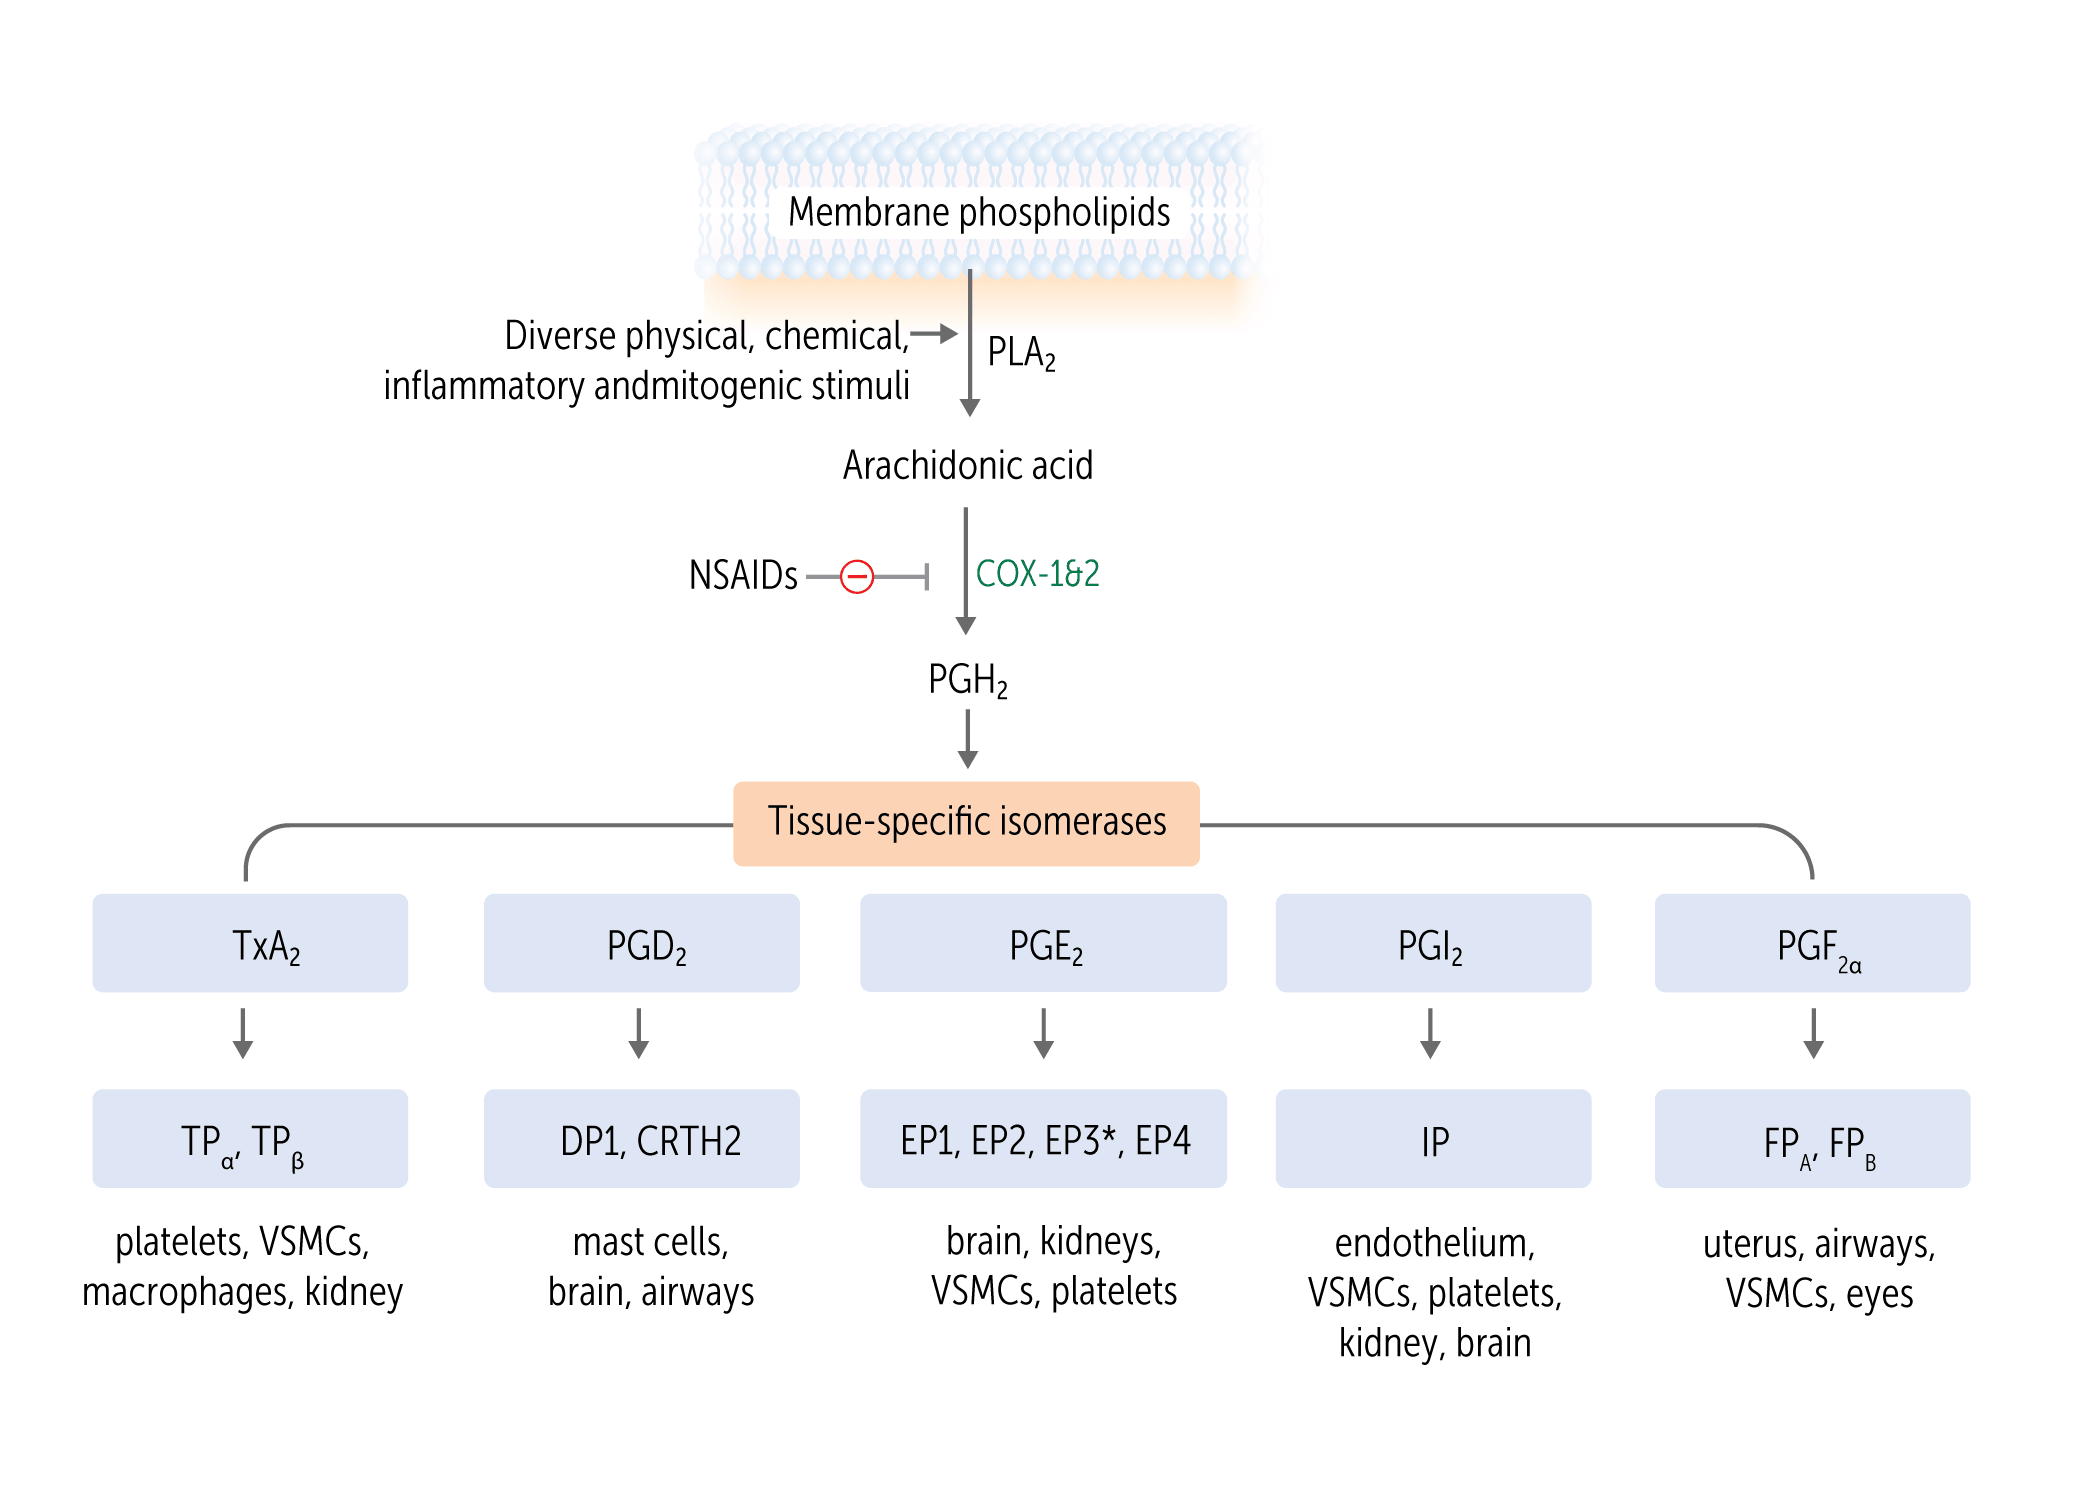 Membrane phospholipids
Diverse physical, chemical,
inflammatory andmitogenic stimuli
PLA₂
Arachidonic acid
NSAIDs
COX-1&2
PGH₂
Tissue-specific isomerases
TxA₂
PGD₂
PGE₂
PGI₂
PGF2α
TPα, TPβ
DP1, CRTH2
EP1, EP2, EP3*, EP4
IP
FPA, FPB
platelets, VSMCs,
macrophages, kidney
mast cells,
brain, airways
brain, kidneys,
VSMCs, platelets
endothelium,
VSMCs, platelets,
kidney, brain
uterus, airways,
VSMCs, eyes